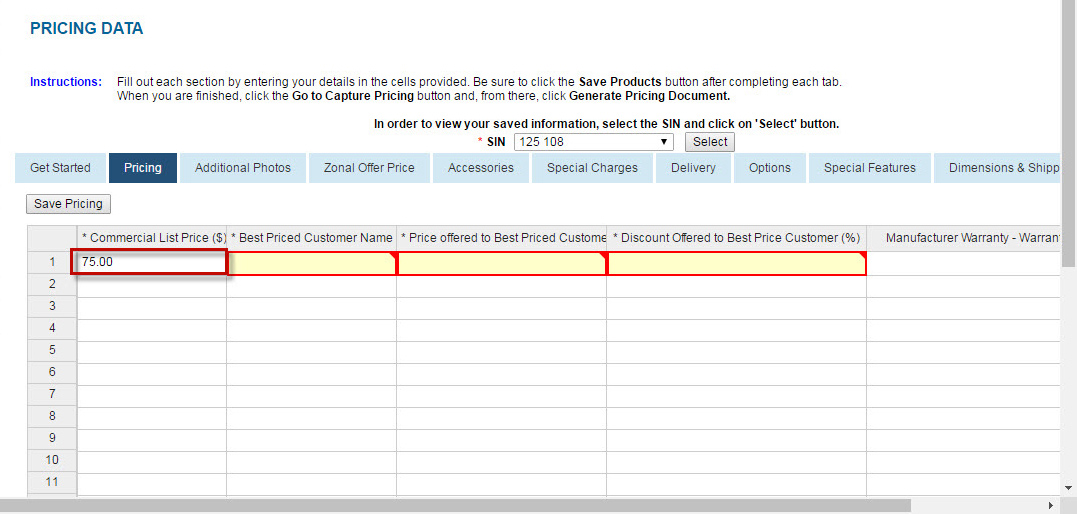 PRICING DATA
Instructions: Fill out each section by entering your details in the cells provided. Be sure to click the Save Products button after completing each tab.
When you are finished, click the Go to Capture Pricing button and, from there, click Generate Pricing Document.
In order to view your saved information, select the SIN and click on 'Select' button.
* SIN 125 108 Select
Get Started Pricing Additional Photos Zonal Offer Price Accessories Special Charges Delivery Options Special Features Dimensions & Shipp
Save Pricing
* Commercial List Price ($) * Best Priced Customer Name * Price offered to Best Priced Custome * Discount Offered to Best Price Customer (%) Manufacturer Warranty - Warran
1 75.00
2
3
4
5
6
7
8
9
10
11